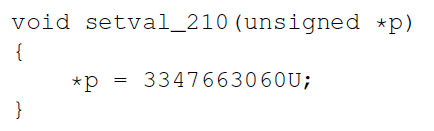 void setval_210(unsigned *p)
{
    *p = 3347663060U;
}